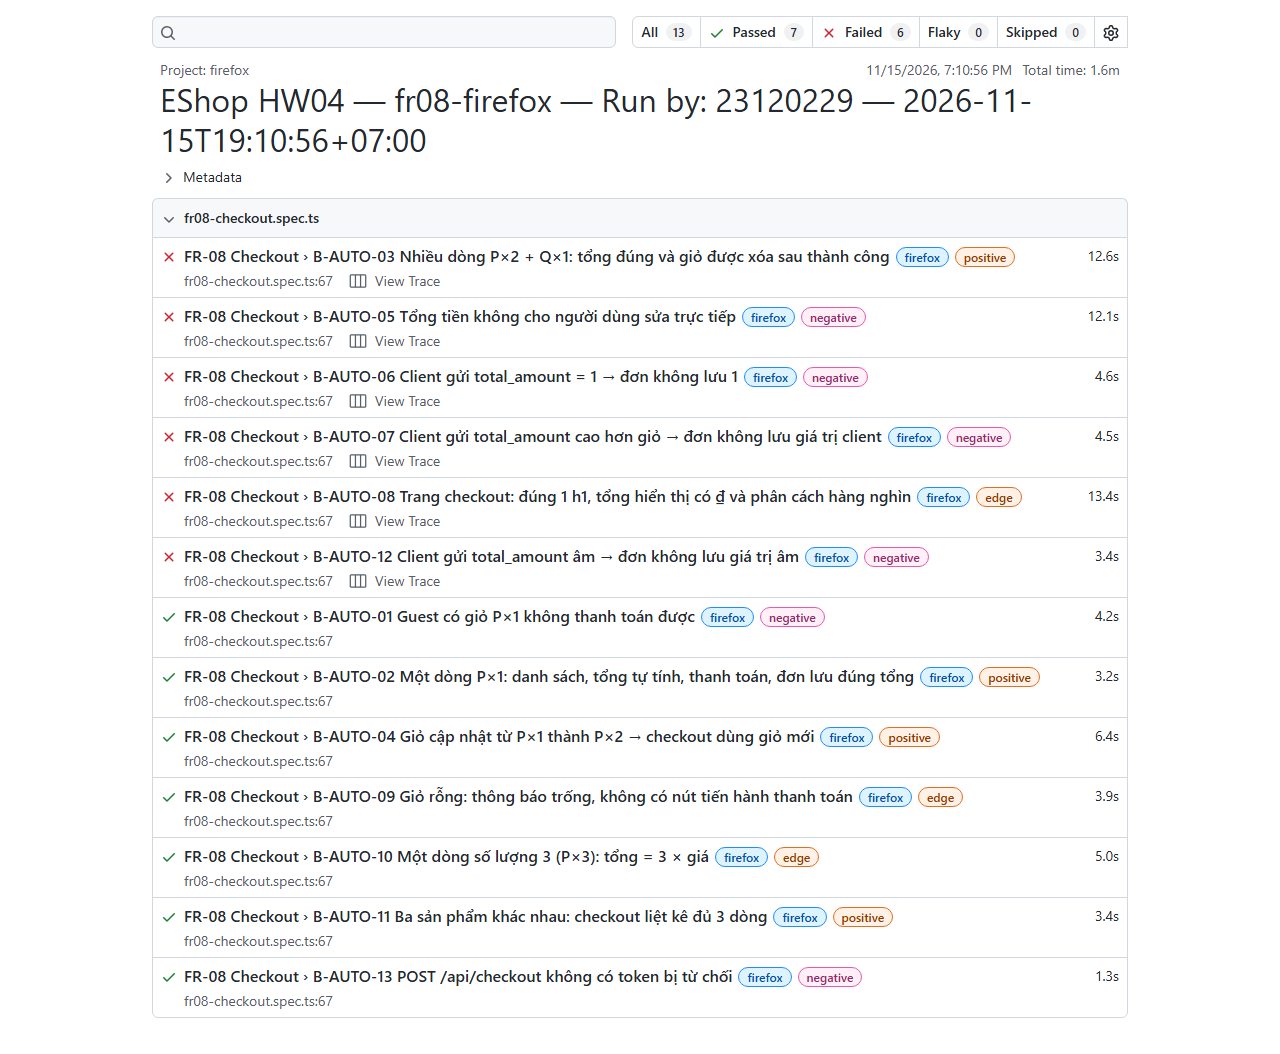 All 13 Passed 7 Failed 6 Flaky 0 Skipped 0
Project: firefox 11/15/2026, 7:10:56 PM Total time: 1.6m
EShop HW04 — fr08-firefox — Run by: 23120229 — 2026-11-
15T19:10:56+07:00
Metadata
fr08-checkout.spec.ts
FR-08 Checkout › B-AUTO-03 Nhiều dòng P×2 + Q×1: tổng đúng và giỏ được xóa sau thành công firefox positive 12.6s
fr08-checkout.spec.ts:67 View Trace
FR-08 Checkout › B-AUTO-05 Tổng tiền không cho người dùng sửa trực tiếp firefox negative 12.1s
fr08-checkout.spec.ts:67 View Trace
FR-08 Checkout › B-AUTO-06 Client gửi total_amount = 1 → đơn không lưu 1 firefox negative 4.6s
fr08-checkout.spec.ts:67 View Trace
FR-08 Checkout › B-AUTO-07 Client gửi total_amount cao hơn giỏ → đơn không lưu giá trị client firefox negative 4.5s
fr08-checkout.spec.ts:67 View Trace
FR-08 Checkout › B-AUTO-08 Trang checkout: đúng 1 h1, tổng hiển thị có ₫ và phân cách hàng nghìn firefox edge 13.4s
fr08-checkout.spec.ts:67 View Trace
FR-08 Checkout › B-AUTO-12 Client gửi total_amount âm → đơn không lưu giá trị âm firefox negative 3.4s
fr08-checkout.spec.ts:67 View Trace
FR-08 Checkout › B-AUTO-01 Guest có giỏ P×1 không thanh toán được firefox negative 4.2s
fr08-checkout.spec.ts:67
FR-08 Checkout › B-AUTO-02 Một dòng P×1: danh sách, tổng tự tính, thanh toán, đơn lưu đúng tổng firefox positive 3.2s
fr08-checkout.spec.ts:67
FR-08 Checkout › B-AUTO-04 Giỏ cập nhật từ P×1 thành P×2 → checkout dùng giỏ mới firefox positive 6.4s
fr08-checkout.spec.ts:67
FR-08 Checkout › B-AUTO-09 Giỏ rỗng: thông báo trống, không có nút tiến hành thanh toán firefox edge 3.9s
fr08-checkout.spec.ts:67
FR-08 Checkout › B-AUTO-10 Một dòng số lượng 3 (P×3): tổng = 3 × giá firefox edge 5.0s
fr08-checkout.spec.ts:67
FR-08 Checkout › B-AUTO-11 Ba sản phẩm khác nhau: checkout liệt kê đủ 3 dòng firefox positive 3.4s
fr08-checkout.spec.ts:67
FR-08 Checkout › B-AUTO-13 POST /api/checkout không có token bị từ chối firefox negative 1.3s
fr08-checkout.spec.ts:67